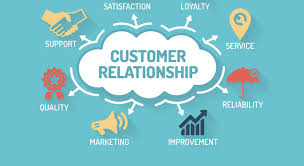 SATISFACTION
LOYALTY
SUPPORT
CUSTOMER
RELATIONSHIP
SERVICE
QUALITY
RELIABILITY
MARKETING
IMPROVEMENT